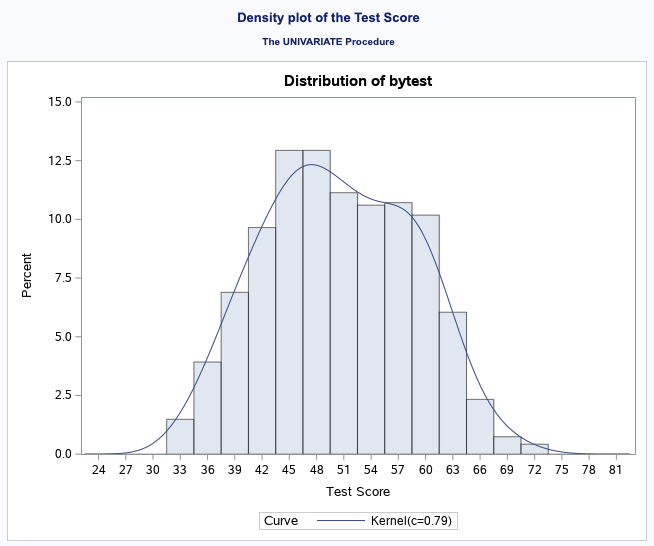 Density plot of the Test Score
The UNIVARIATE Procedure
Distribution of bytest
15.0
12.5
10.0
7.5
5.0
2.5
0.0
Percent
24 27 30 33 36 39 42 45 48 51 54 57 60 63 66 69 72 75 78 81
Test Score
Curve Kernel(c=0.79)